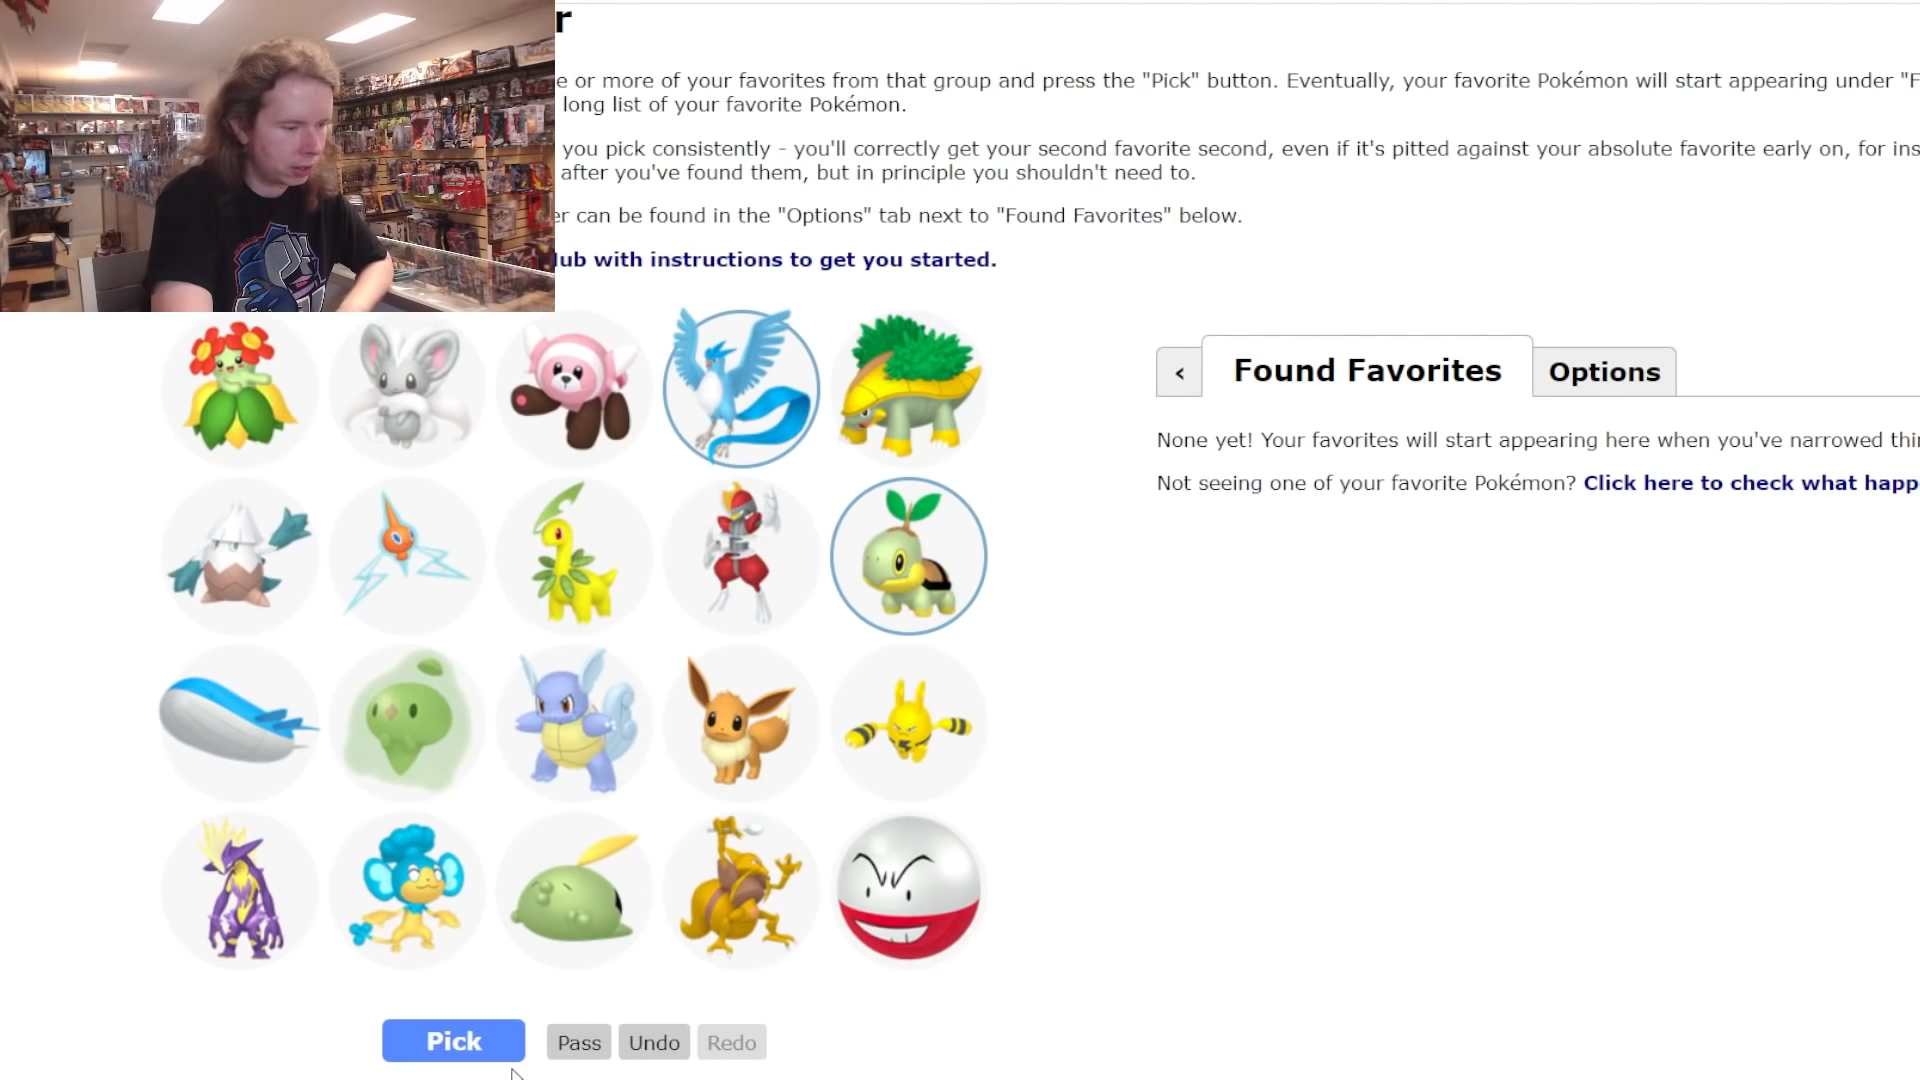 r
e or more of your favorites from that group and press the "Pick" button. Eventually, your favorite Pokémon will start appearing under "F
long list of your favorite Pokémon.
you pick consistently - you'll correctly get your second favorite second, even if it's pitted against your absolute favorite early on, for ins
after you've found them, but in principle you shouldn't need to.
er can be found in the "Options" tab next to "Found Favorites" below.
lub with instructions to get you started.
‹ Found Favorites Options
None yet! Your favorites will start appearing here when you've narrowed thi
Not seeing one of your favorite Pokémon? Click here to check what happ
Pick Pass Undo Redo